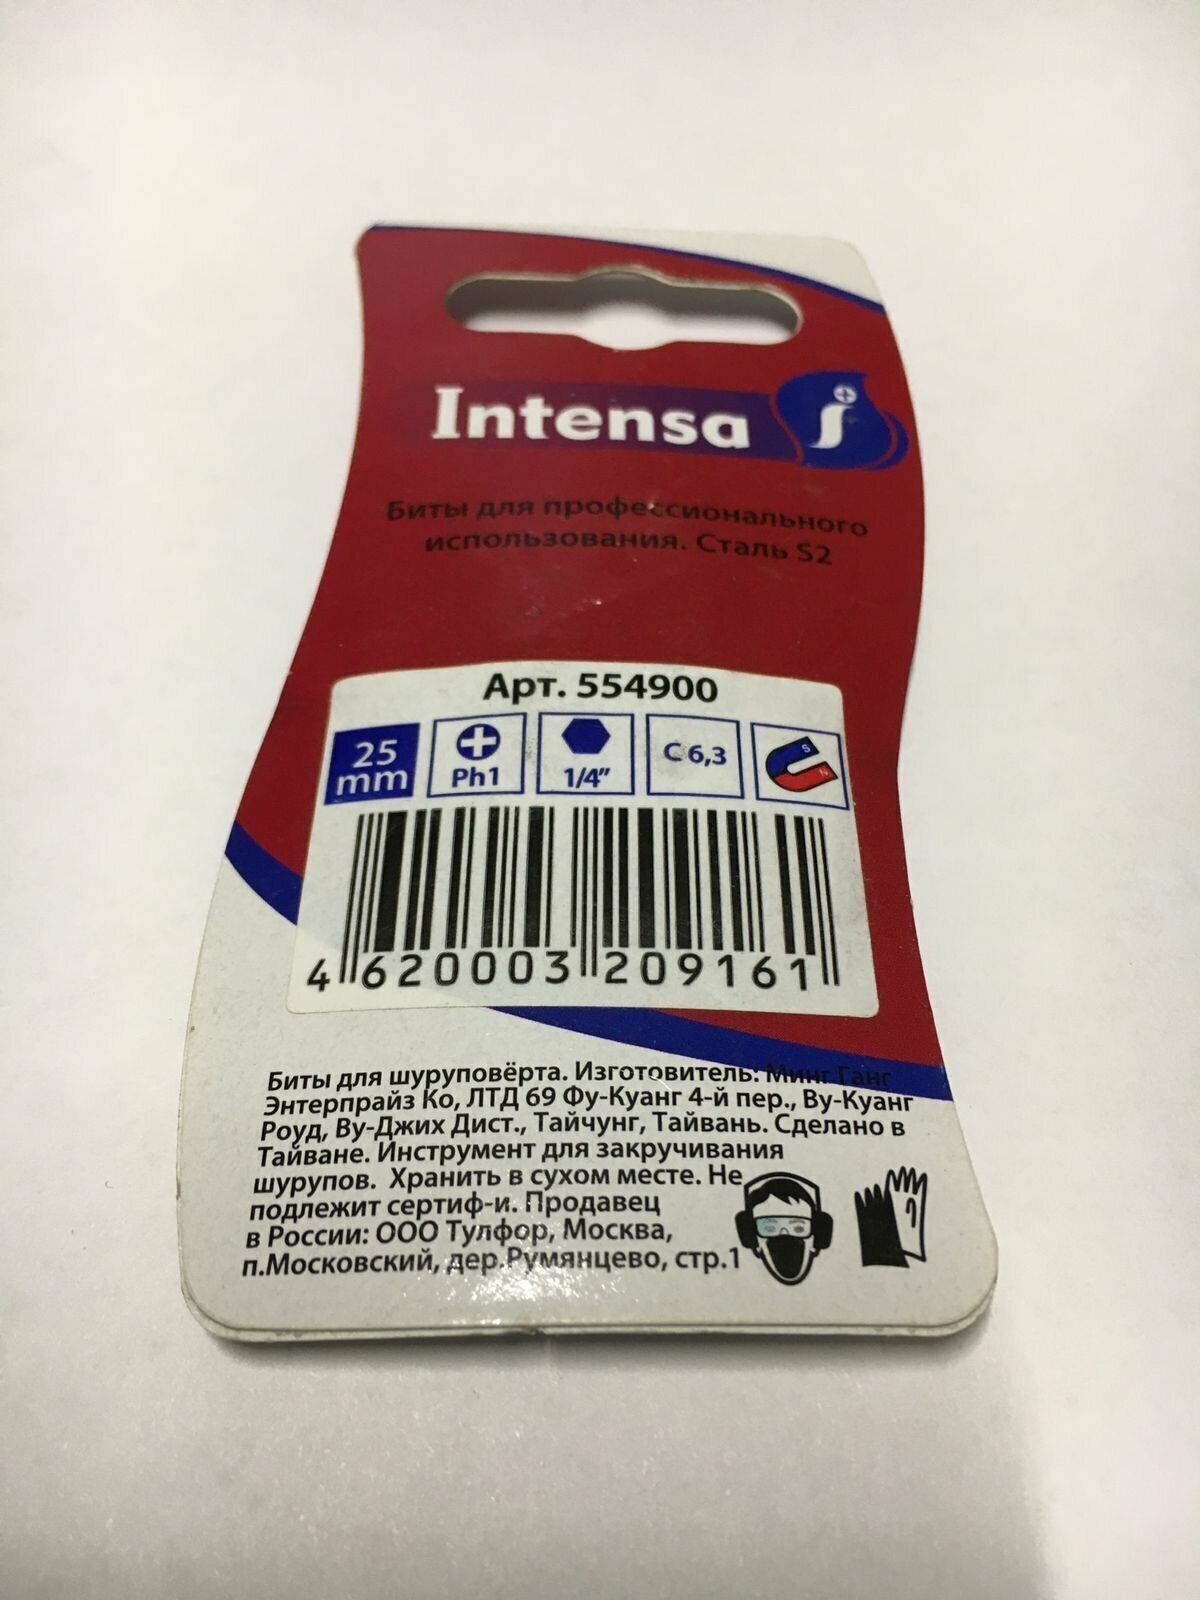 Intensa
Биты для профессионального
использования. Сталь S2
Арт. 554900
25 mm
Ph1
1/4"
C 6,3
S
N
4 620003 209161
Биты для шуруповёрта. Изготовитель: Минг Ганг
Энтерпрайз Ко, ЛТД 69 Фу-Куанг 4-й пер., Ву-Куанг
Роуд, Ву-Джих Дист., Тайчунг, Тайвань. Сделано в
Тайване. Инструмент для закручивания
шурупов. Хранить в сухом месте. Не
подлежит сертиф-и. Продавец
в России: ООО Тулфор, Москва,
п.Московский, дер.Румянцево, стр.1